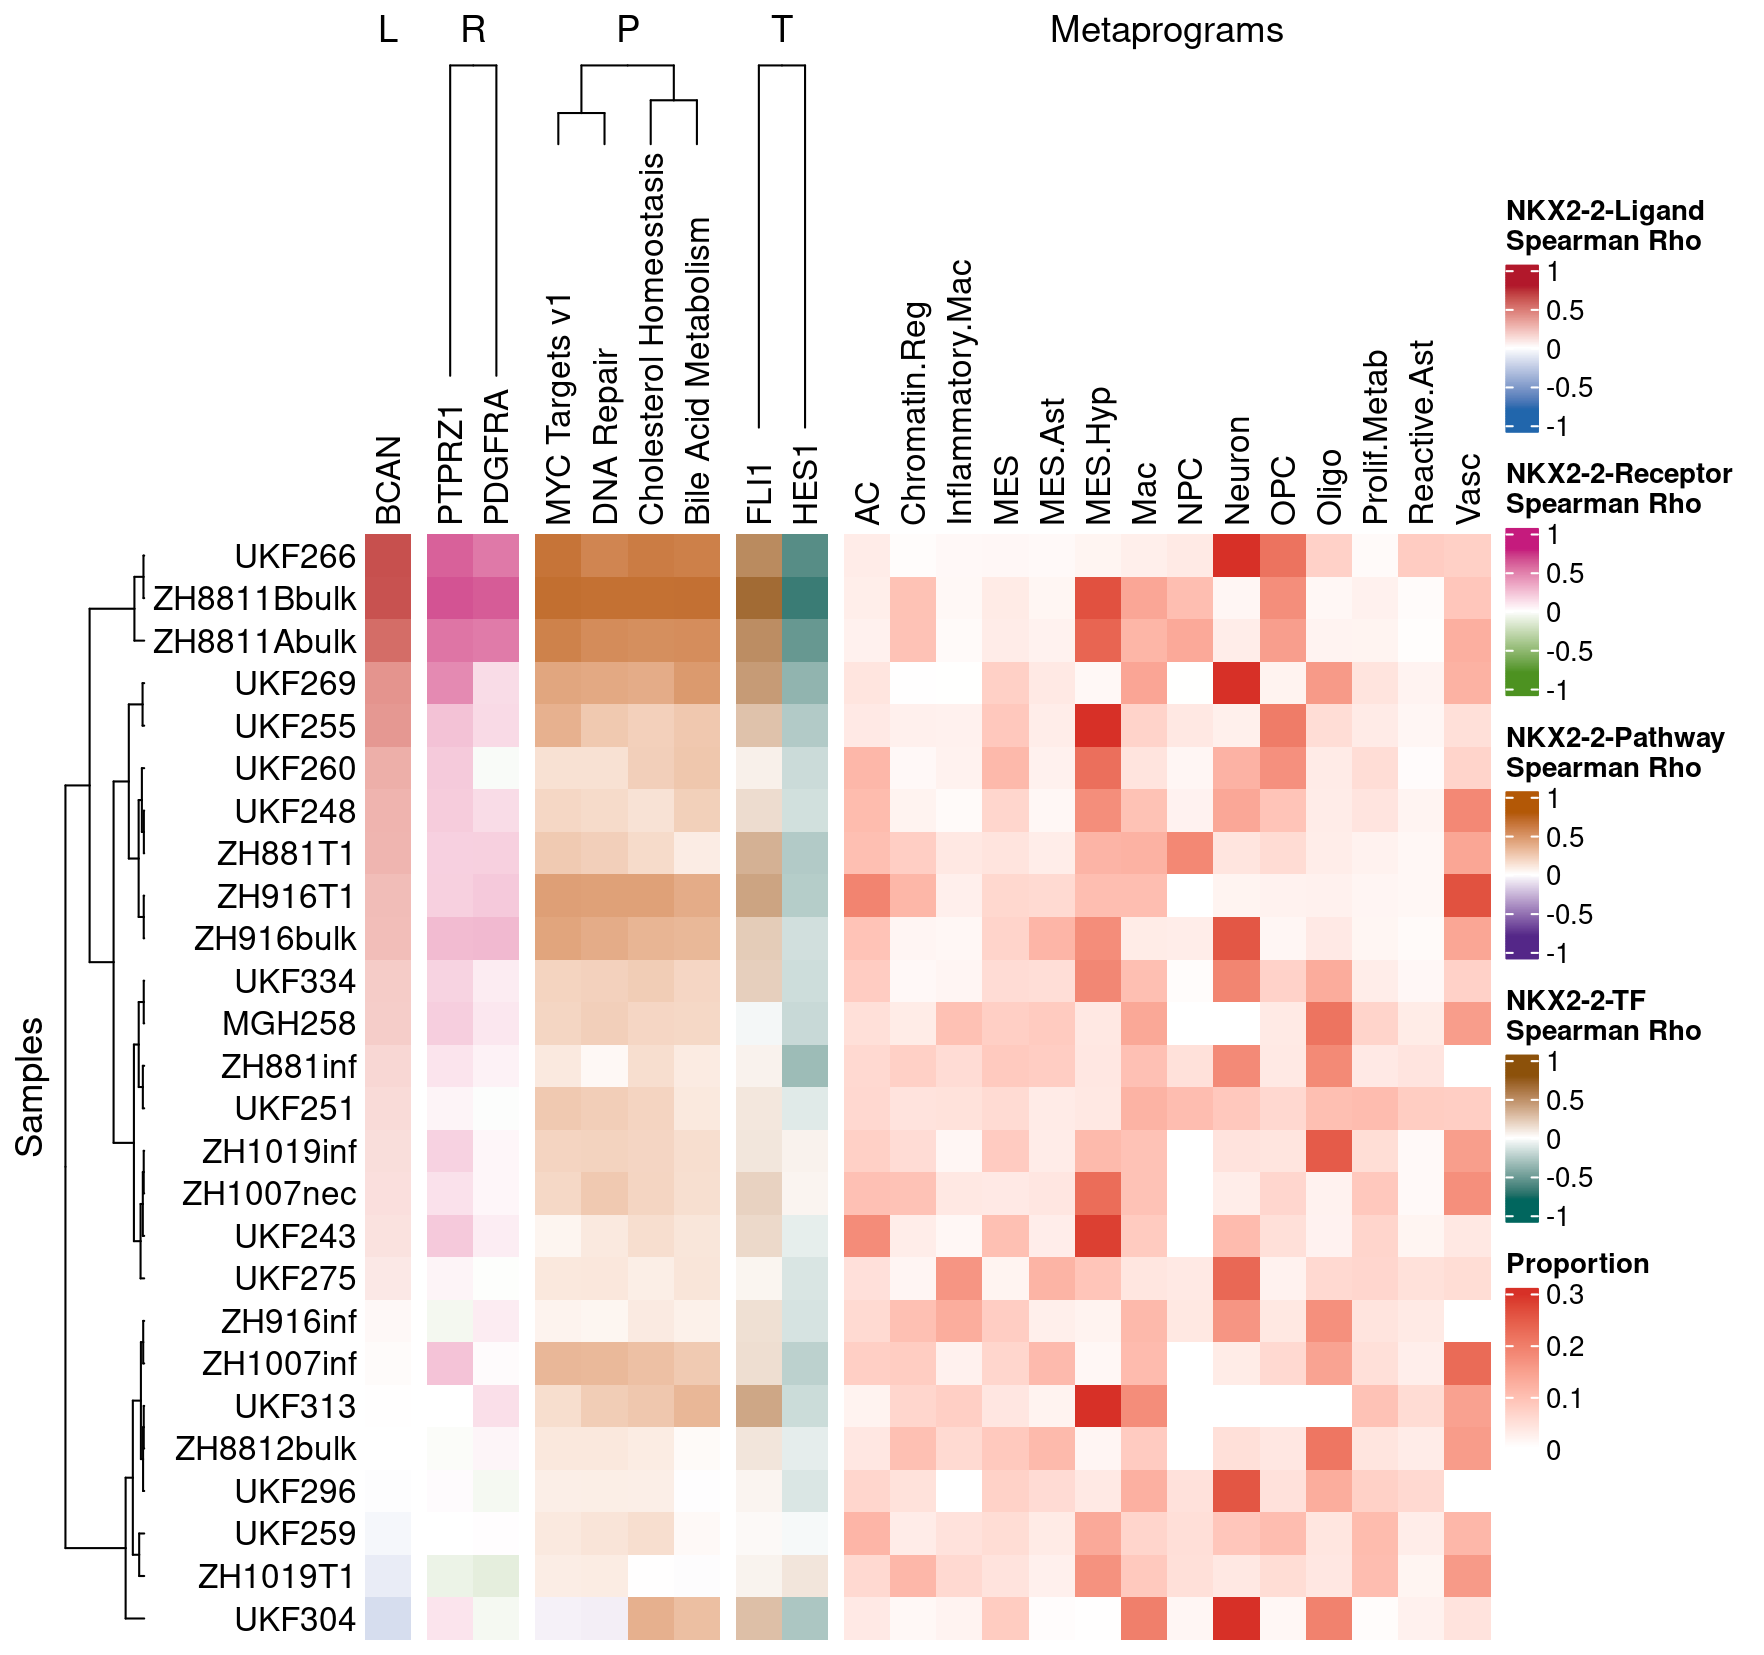 L R P T Metaprograms
BCAN
PTPRZ1
PDGFRA
MYC Targets v1
DNA Repair
Cholesterol Homeostasis
Bile Acid Metabolism
FLI1
HES1
AC
Chromatin.Reg
Inflammatory.Mac
MES
MES.Ast
MES.Hyp
Mac
NPC
Neuron
OPC
Oligo
Prolif.Metab
Reactive.Ast
Vasc
Samples
UKF266
ZH8811Bbulk
ZH8811Abulk
UKF269
UKF255
UKF260
UKF248
ZH881T1
ZH916T1
ZH916bulk
UKF334
MGH258
ZH881inf
UKF251
ZH1019inf
ZH1007nec
UKF243
UKF275
ZH916inf
ZH1007inf
UKF313
ZH8812bulk
UKF296
UKF259
ZH1019T1
UKF304
NKX2-2-Ligand
Spearman Rho
1
0.5
0
-0.5
-1
NKX2-2-Receptor
Spearman Rho
1
0.5
0
-0.5
-1
NKX2-2-Pathway
Spearman Rho
1
0.5
0
-0.5
-1
NKX2-2-TF
Spearman Rho
1
0.5
0
-0.5
-1
Proportion
0.3
0.2
0.1
0